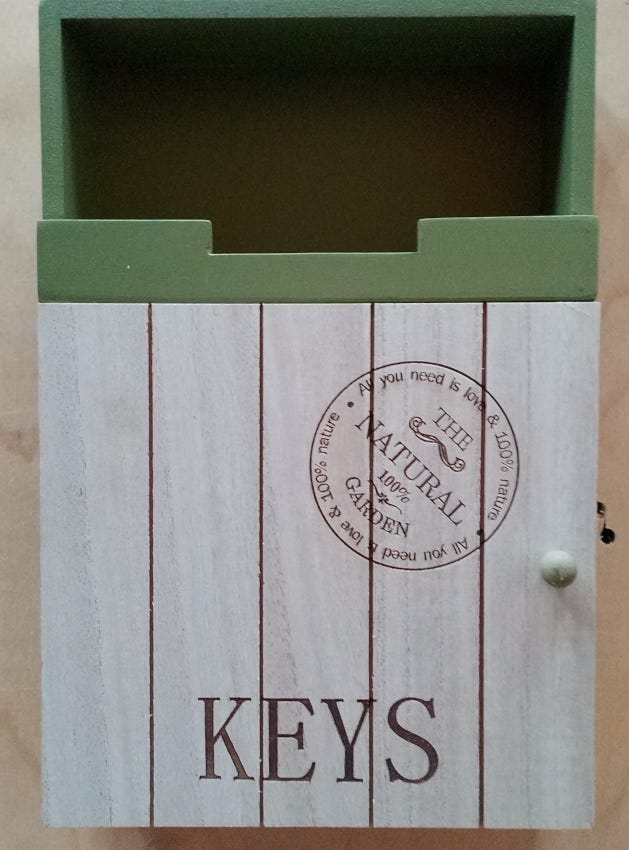 All you need is love & 100% nature • All you need is love & 100% nature •
THE
NATURAL
100%
GARDEN
KEYS